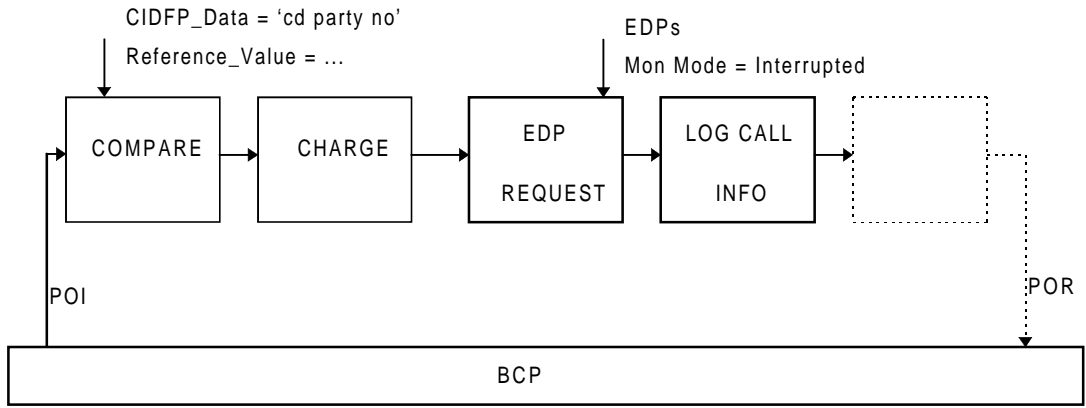 CIDFP_Data = ‘cd party no’
Reference_Value = ...
EDPs
Mon Mode = Interrupted
COMPARE
CHARGE
EDP
REQUEST
LOG CALL
INFO
POI
POR
BCP